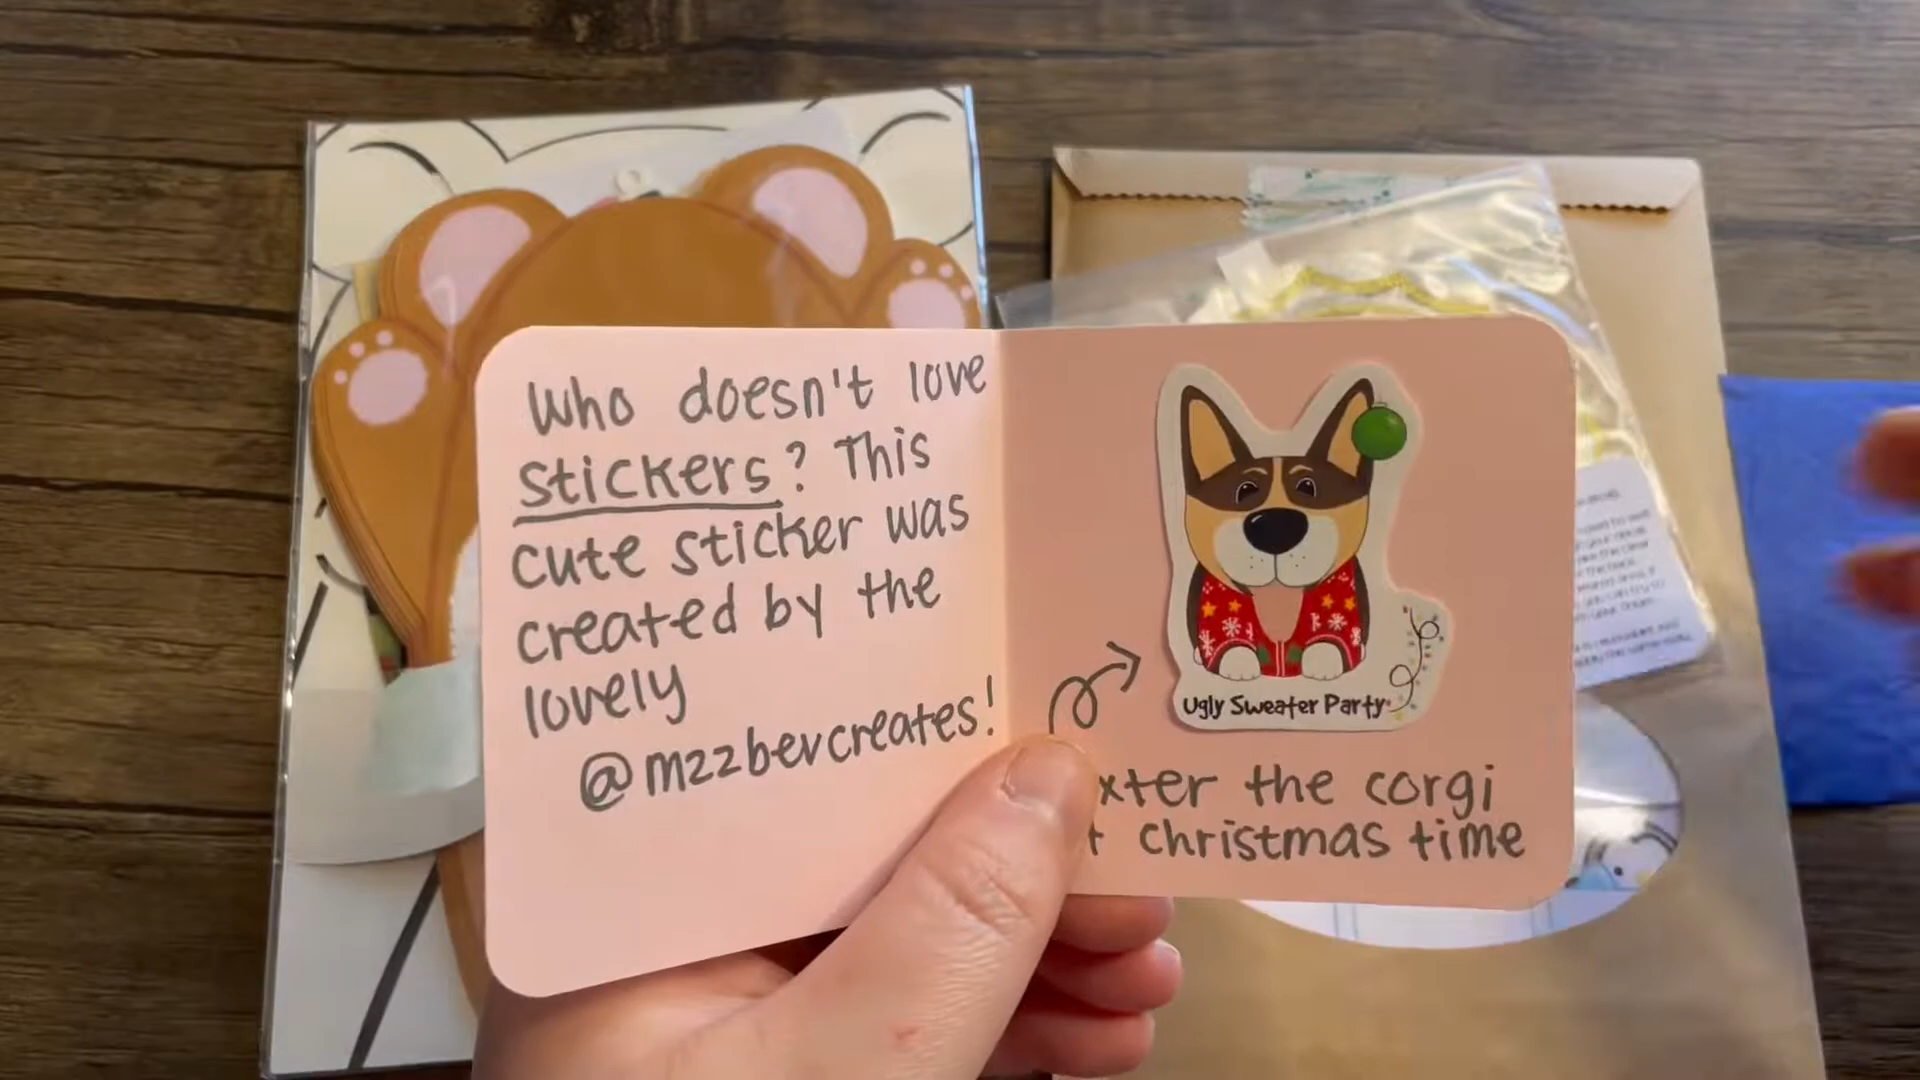 Who doesn't love
stickers? This
cute sticker was
created by the
lovely
@mzzbevcreates!
Ugly Sweater Party
xter the corgi
christmas time